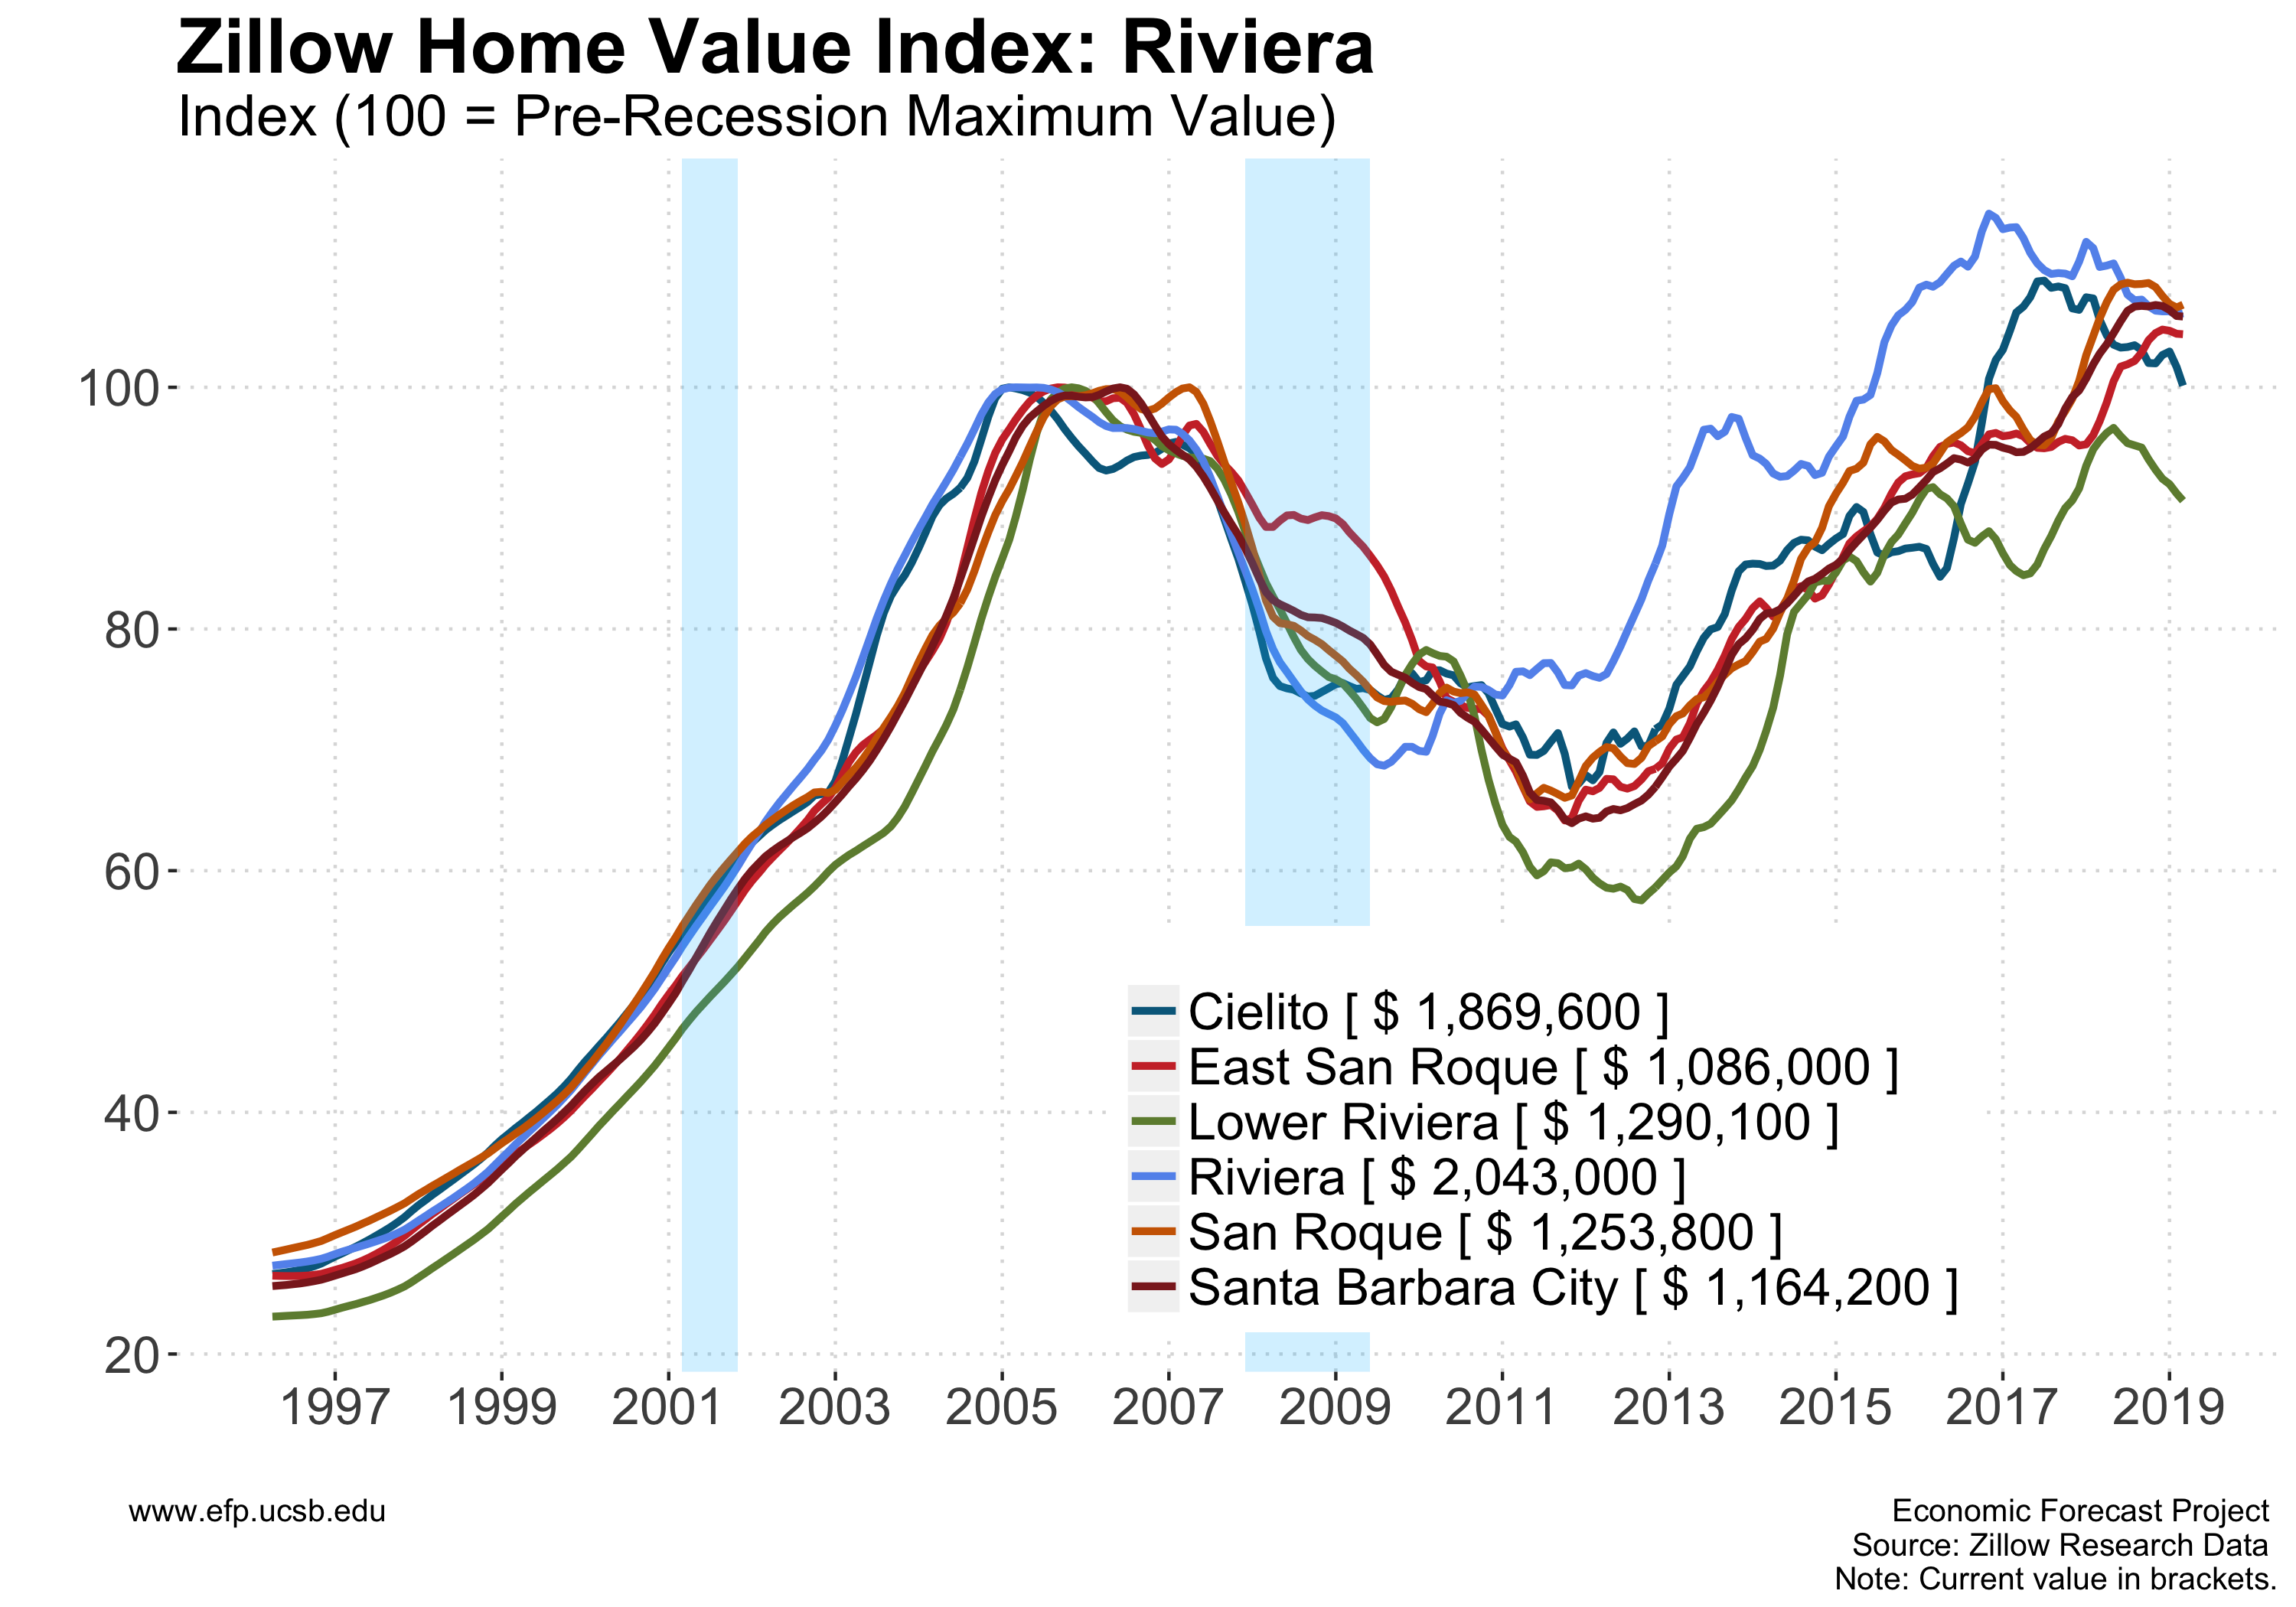 Zillow Home Value Index: Riviera
Index (100 = Pre-Recession Maximum Value)
100
80
60
40
20
Cielito [ $ 1,869,600 ]
East San Roque [ $ 1,086,000 ]
Lower Riviera [ $ 1,290,100 ]
Riviera [ $ 2,043,000 ]
San Roque [ $ 1,253,800 ]
Santa Barbara City [ $ 1,164,200 ]
1997 1999 2001 2003 2005 2007 2009 2011 2013 2015 2017 2019
www.efp.ucsb.edu
Economic Forecast Project
Source: Zillow Research Data
Note: Current value in brackets.